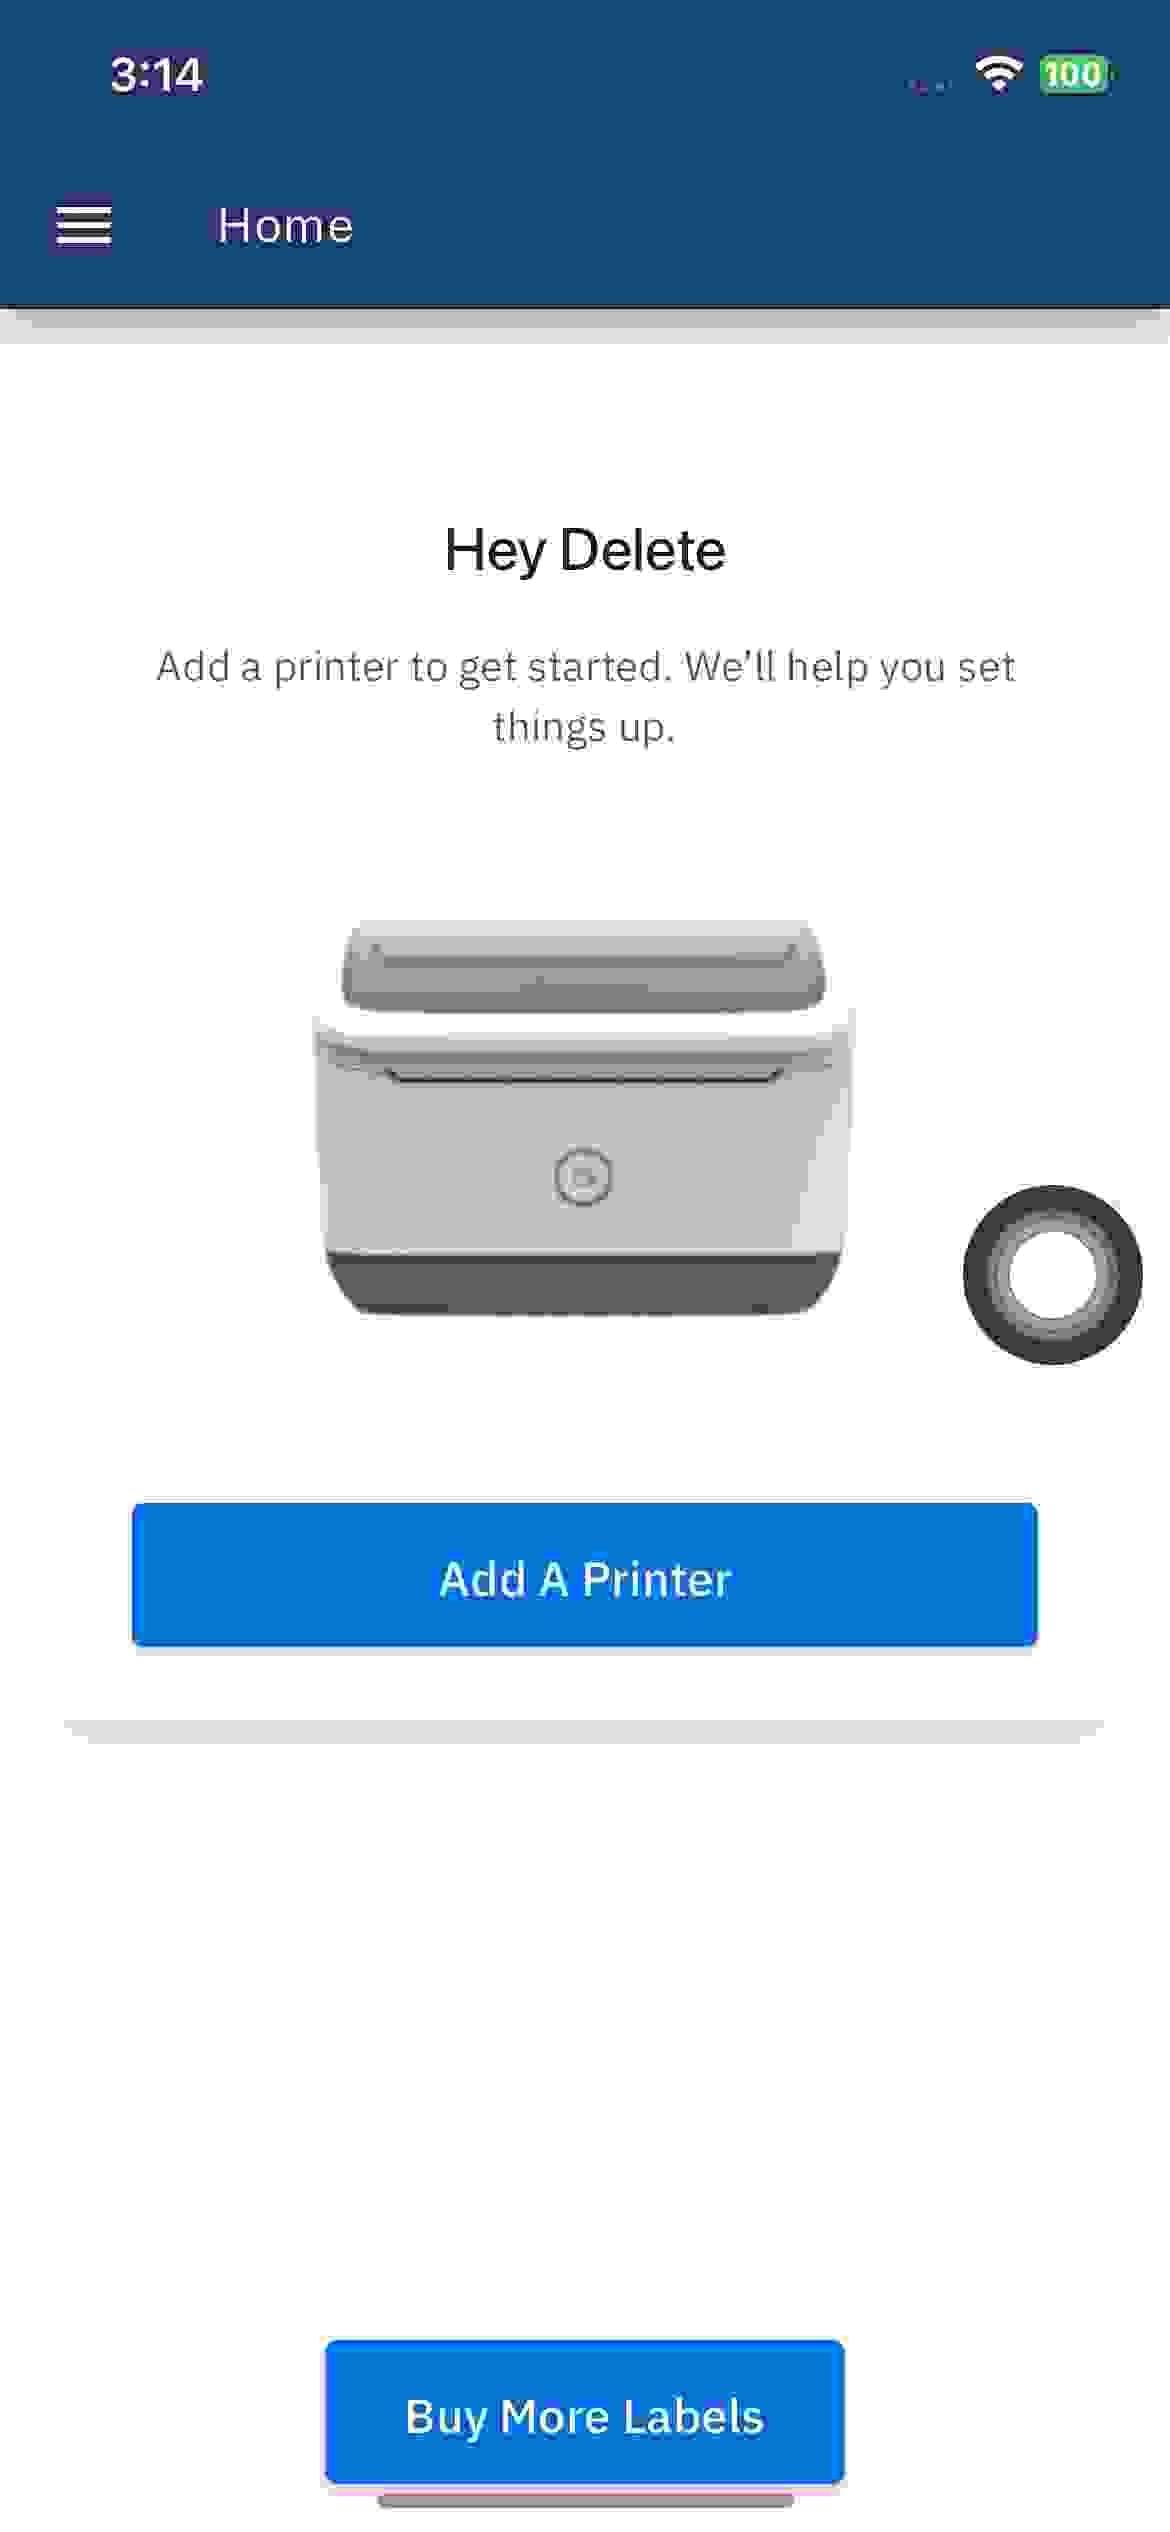 3:14
100
Home
Hey Delete
Add a printer to get started. We'll help you set
things up.
Add A Printer
Buy More Labels